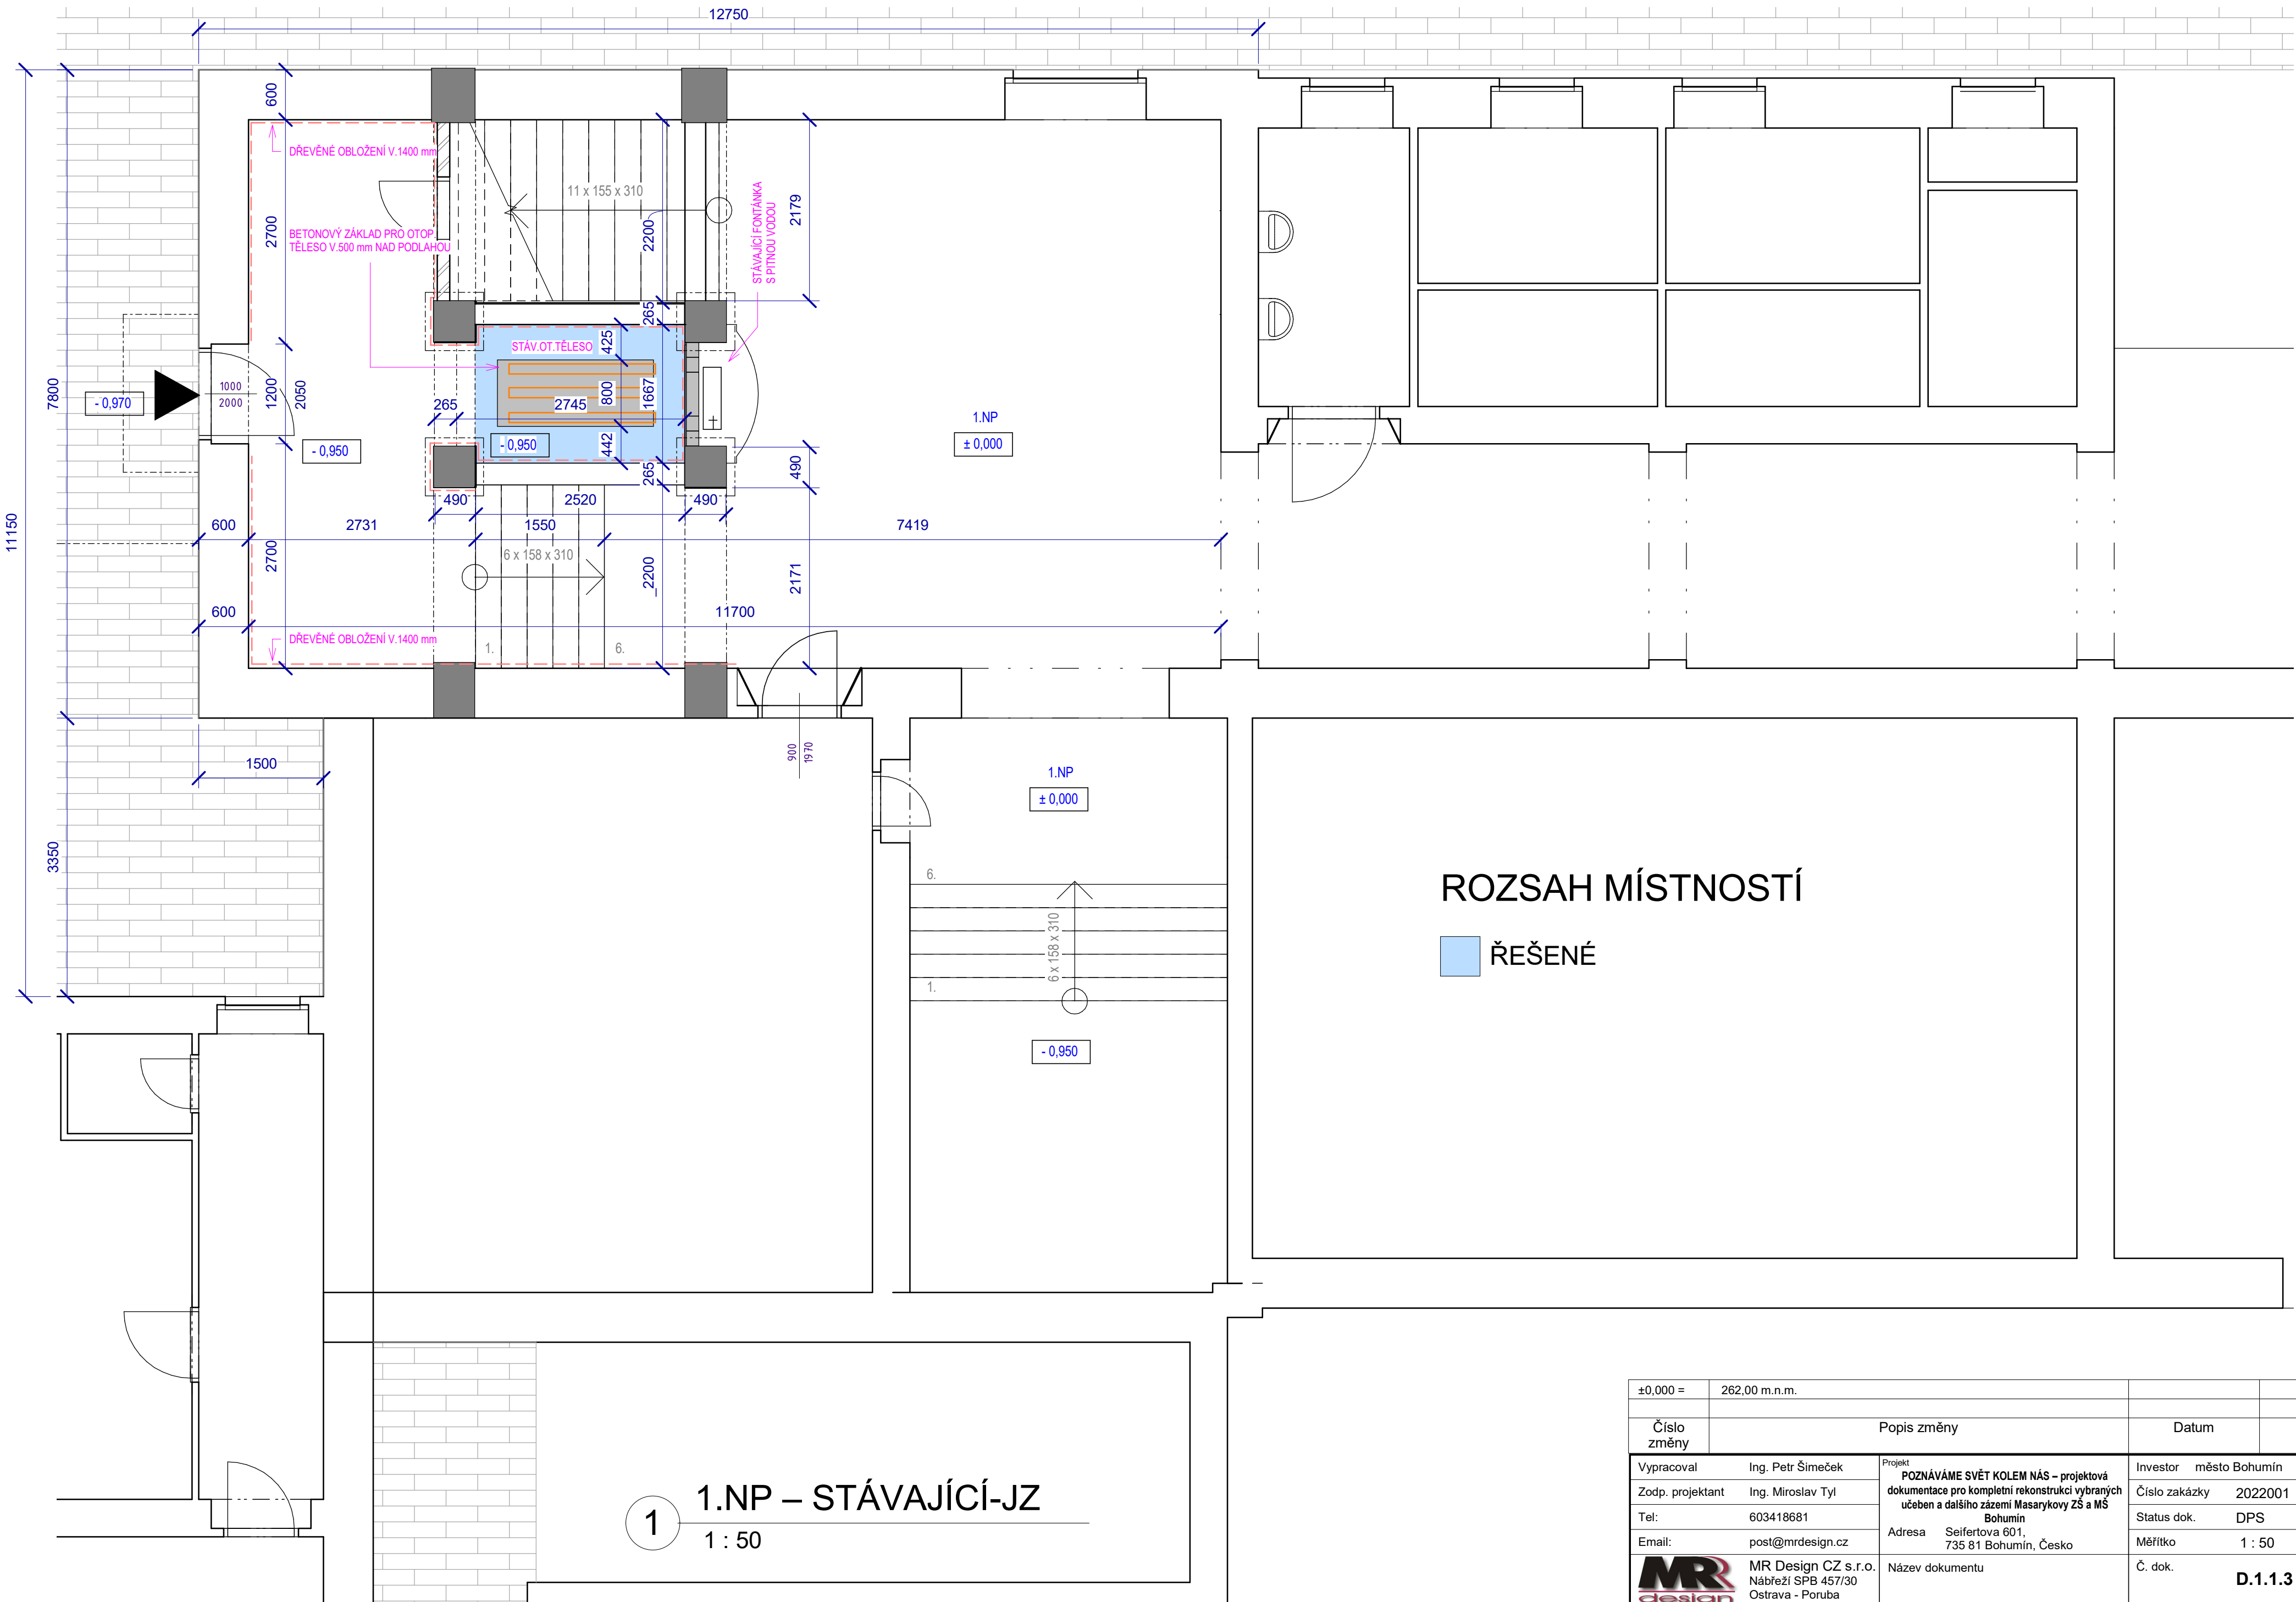 12750
600
DŘEVĚNÉ OBLOŽENÍ V.1400 mm
11 x 155 x 310
STÁVAJÍCÍ FONTÁNKA
S PITNOU VODOU
2179
2200
2700
BETONOVÝ ZÁKLAD PRO OTOP.
TĚLESO V.500 mm NAD PODLAHOU
265
STÁV.OT.TĚLESO
425
7800
- 0,970
1000
2000
1200
2050
265
2745
800
1667
1.NP
± 0,000
- 0,950
- 0,950
442
265
490
490
2520
490
11150
600
2731
1550
7419
2700
6 x 158 x 310
2200
2171
600
11700
DŘEVĚNÉ OBLOŽENÍ V.1400 mm
1.
6.
900
1970
1500
1.NP
± 0,000
3350
6.
6 x 158 x 310
1.
- 0,950
ROZSAH MÍSTNOSTÍ
ŘEŠENÉ
1
1.NP – STÁVAJÍCÍ-JZ
1 : 50
±0,000 = 262,00 m.n.m.
Číslo
změny
Popis změny
Datum
Vypracoval Ing. Petr Šimeček
Zodp. projektant Ing. Miroslav Tyl
Tel: 603418681
Email: post@mrdesign.cz
Projekt
POZNÁVÁME SVĚT KOLEM NÁS – projektová
dokumentace pro kompletní rekonstrukci vybraných
učeben a dalšího zázemí Masarykovy ZŠ a MŠ
Bohumín
Adresa Seifertova 601,
735 81 Bohumín, Česko
Investor město Bohumín
Číslo zakázky 2022001
Status dok. DPS
Měřítko 1 : 50
MR
design
MR Design CZ s.r.o.
Nábřeží SPB 457/30
Ostrava - Poruba
Název dokumentu
Č. dok.
D.1.1.3